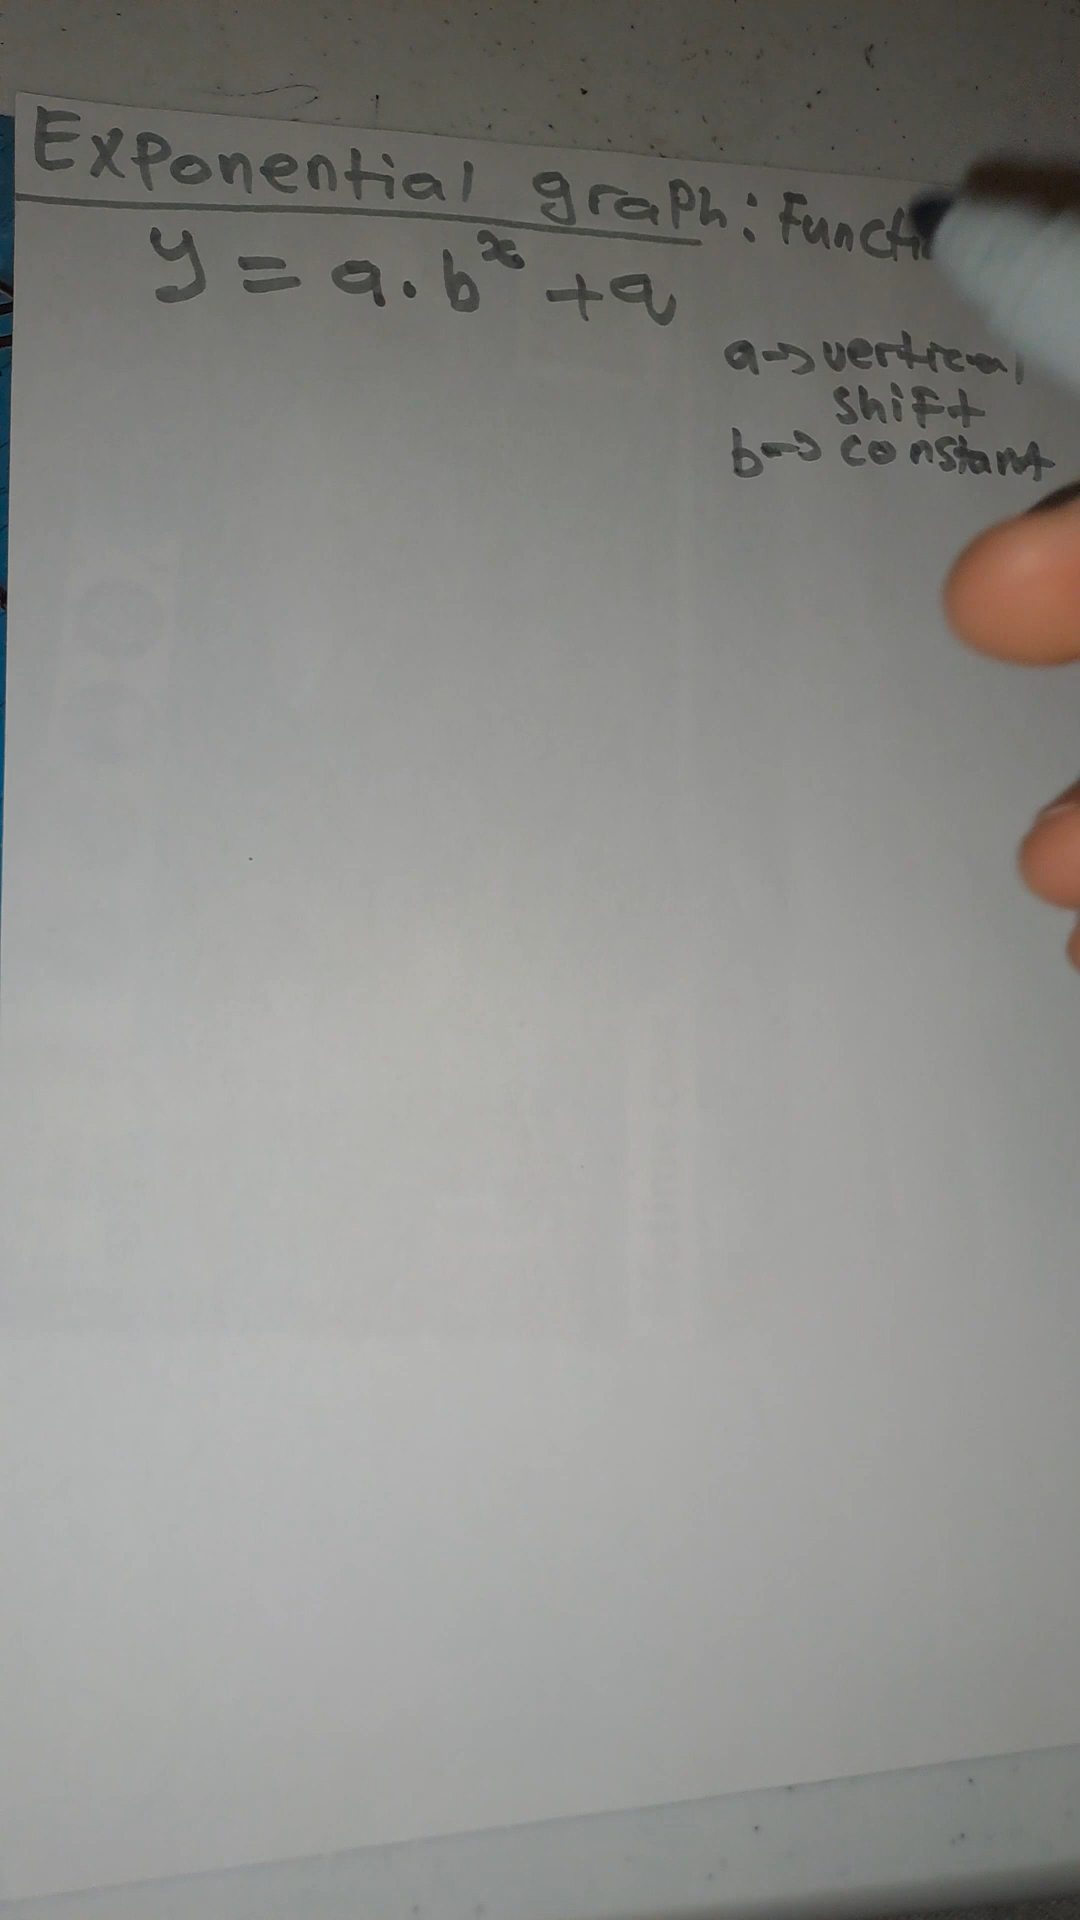 Exponential graph: Functi
y = a.b^x + q
a-> vertical
shift
b-> constant